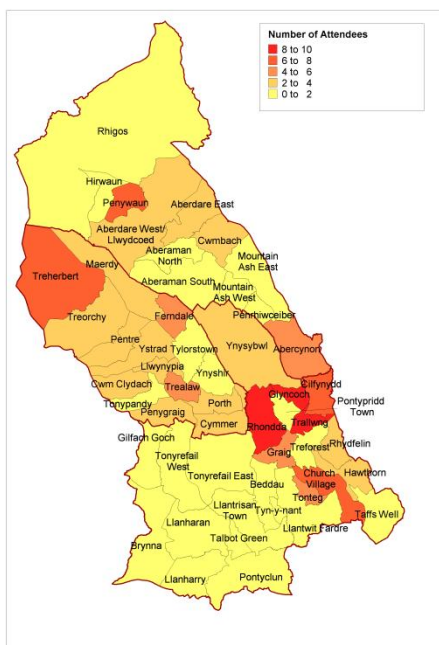 Number of Attendees
8 to 10
6 to 8
4 to 6
2 to 4
0 to 2
Rhigos
Hirwaun
Penywaun
Aberdare East
Aberdare West/
Llwydcoed
Cwmbach
Aberaman
North
Mountain
Ash East
Maerdy
Treherbert
Aberaman South
Mountain
Ash West
Treorchy
Ferndale
Penrhiwceiber
Pentre
Ynysybwl
Abercynon
Ystrad
Tylorstown
Llwynypia
Ynyshir
Cilfynydd
Cwm Clydach
Trealaw
Glyncoch
Pontypridd
Town
Tonypandy
Porth
Penygraig
Rhondda
Trallwng
Cymmer
Gilfach Goch
Graig
Treforest
Rhydfelin
Tonyrefail
West
Tonyrefail East
Church
Village
Hawthorn
Beddau
Tonteg
Llantrisan
Town
Tyn-y-nant
Taffs Well
Llanharan
Llantwit Fardre
Talbot Green
Brynna
Llanharry
Pontyclun